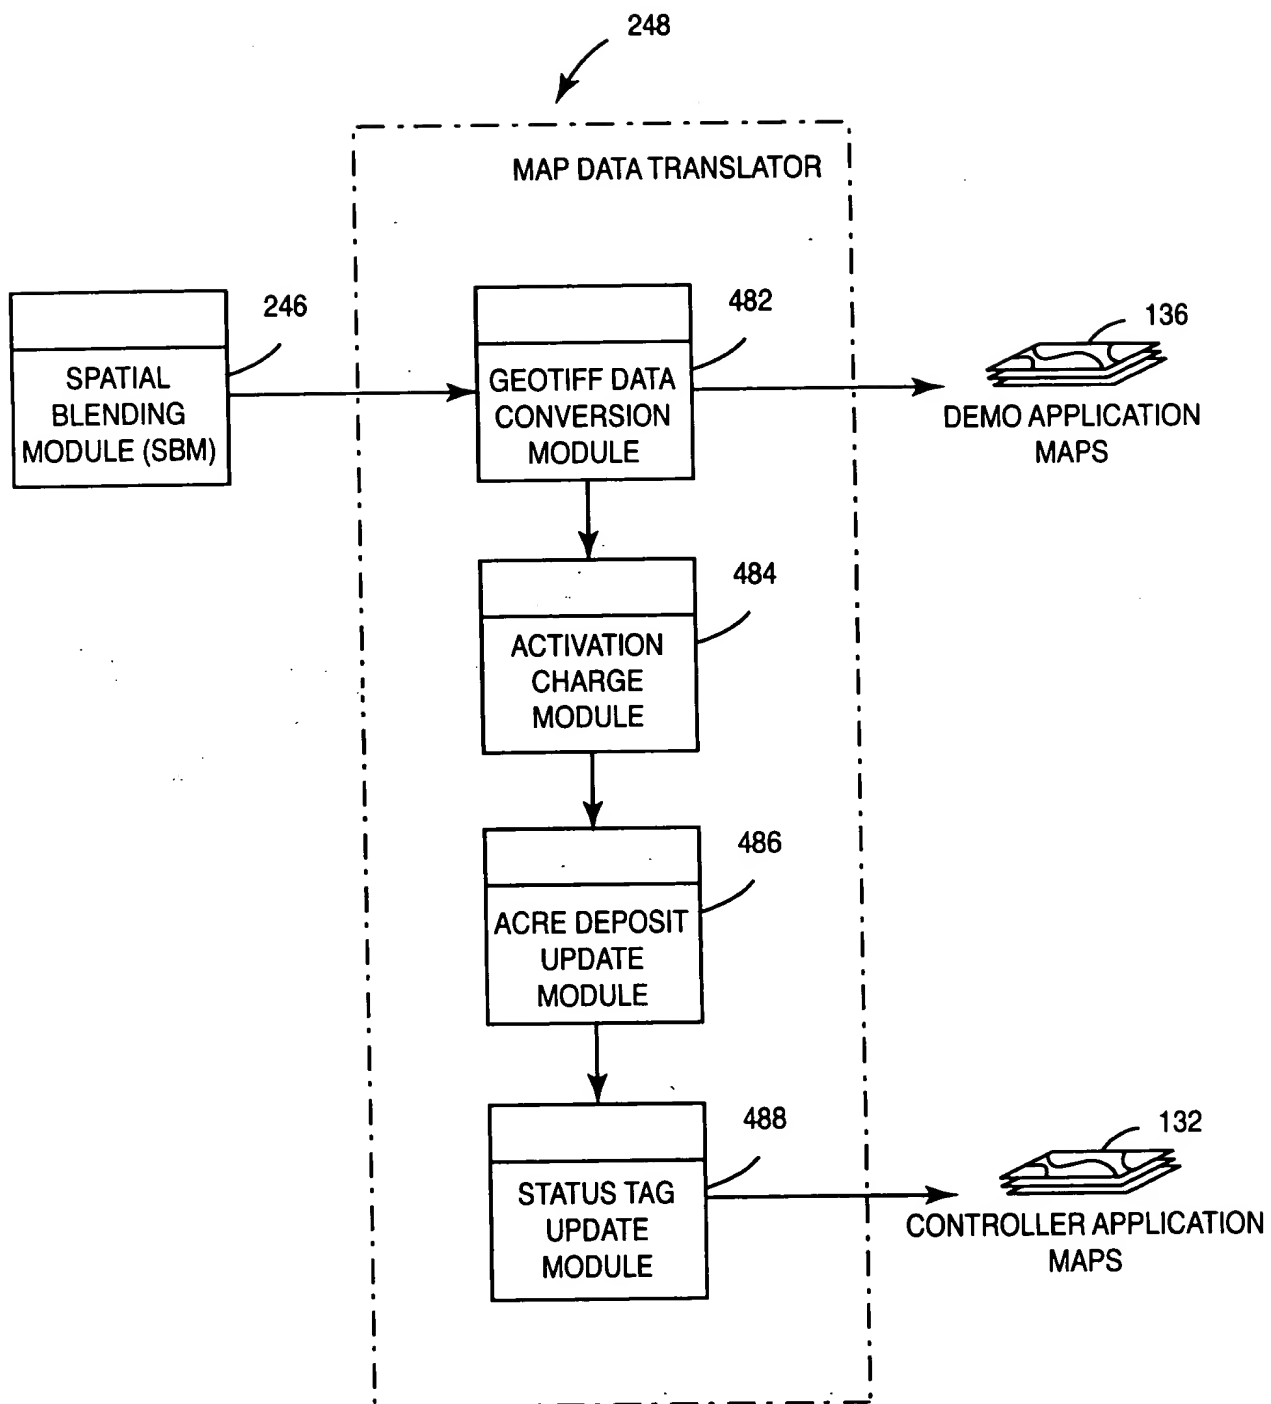 248
MAP DATA TRANSLATOR
246
SPATIAL
BLENDING
MODULE (SBM)
482
GEOTIFF DATA
CONVERSION
MODULE
136
DEMO APPLICATION
MAPS
484
ACTIVATION
CHARGE
MODULE
486
ACRE DEPOSIT
UPDATE
MODULE
488
STATUS TAG
UPDATE
MODULE
132
CONTROLLER APPLICATION
MAPS